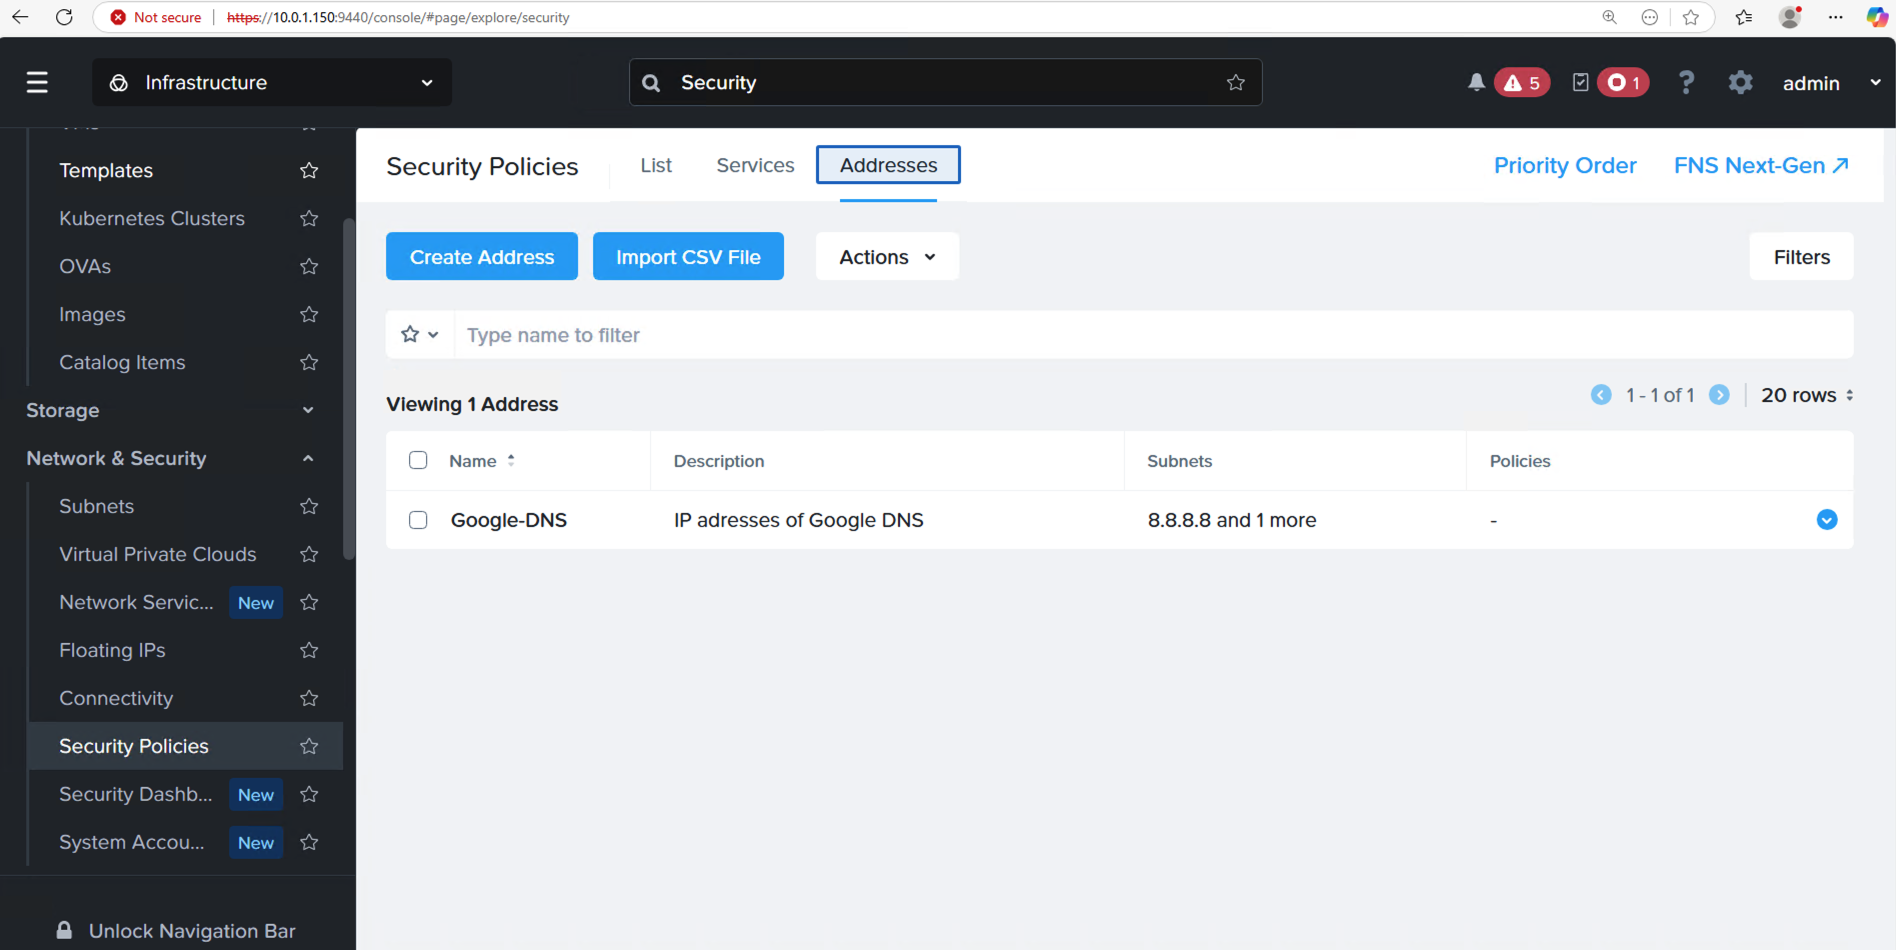 Not secure https://10.0.1.150:9440/console/#page/explore/security
Infrastructure
Security
5
1
admin
Templates
Kubernetes Clusters
OVAs
Images
Catalog Items
Storage
Network & Security
Subnets
Virtual Private Clouds
Network Servic... New
Floating IPs
Connectivity
Security Policies
Security Dashb... New
System Accou... New
Unlock Navigation Bar
Security Policies List Services Addresses Priority Order FNS Next-Gen
Create Address Import CSV File Actions Filters
Type name to filter
Viewing 1 Address 1 - 1 of 1 20 rows
Name Description Subnets Policies
Google-DNS IP adresses of Google DNS 8.8.8.8 and 1 more -